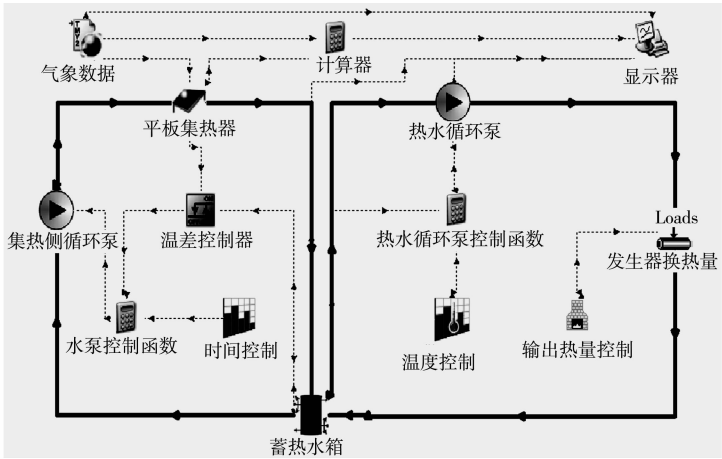 TMY2
气象数据
计算器
显示器
平板集热器
热水循环泵
集热侧循环泵
温差控制器
热水循环泵控制函数
Loads
发生器换热量
水泵控制函数
时间控制
温度控制
输出热量控制
蓄热水箱